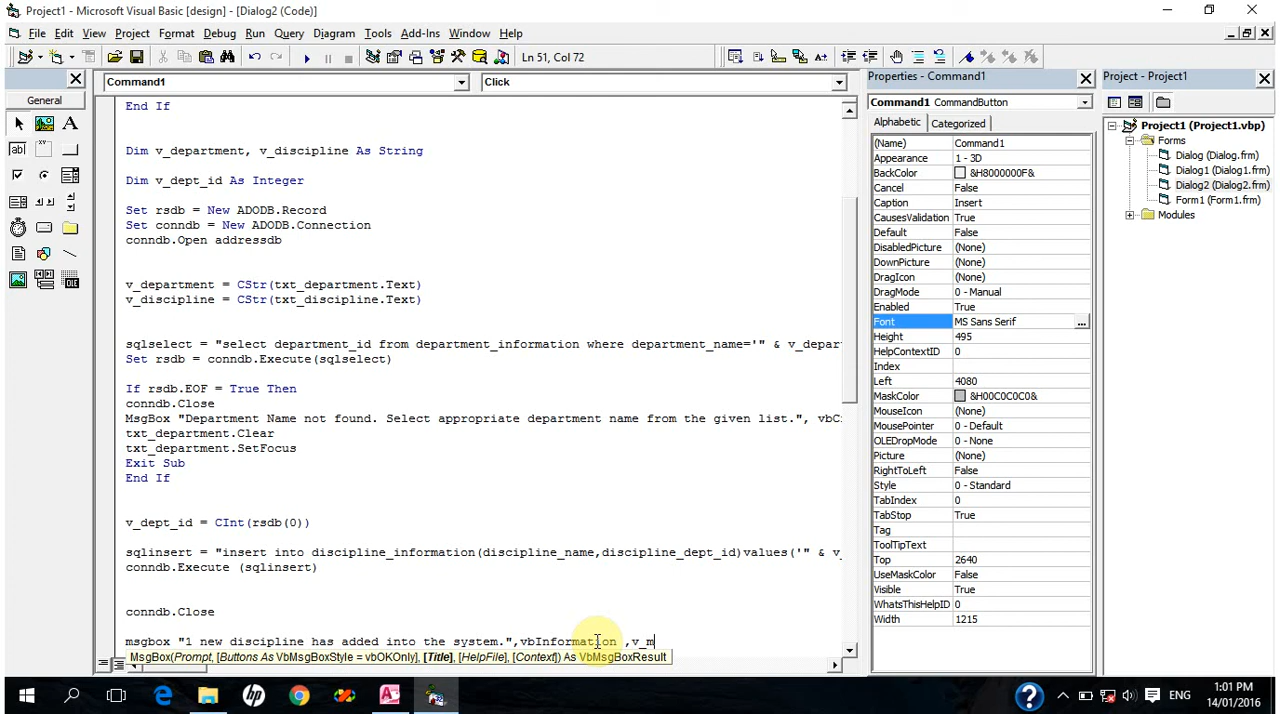 Project1 - Microsoft Visual Basic [design] - [Dialog2 (Code)]
File Edit View Project Format Debug Run Query Diagram Tools Add-Ins Window Help
Ln 51, Col 72
General
Command1 Click
End If
Dim v_department, v_discipline As String
Dim v_dept_id As Integer
Set rsdb = New ADODB.Record
Set conndb = New ADODB.Connection
conndb.Open addressdb
v_department = CStr(txt_department.Text)
v_discipline = CStr(txt_discipline.Text)
sqlselect = "select department_id from department_information where department_name='" & v_depar
Set rsdb = conndb.Execute(sqlselect)
If rsdb.EOF = True Then
conndb.Close
MsgBox "Department Name not found. Select appropriate department name from the given list.", vbC
txt_department.Clear
txt_department.SetFocus
Exit Sub
End If
v_dept_id = CInt(rsdb(0))
sqlinsert = "insert into discipline_information(discipline_name,discipline_dept_id)values('" & v_
conndb.Execute (sqlinsert)
conndb.Close
msgbox "1 new discipline has added into the system.",vbInformation ,v_m
MsgBox(Prompt, [Buttons As VbMsgBoxStyle = vbOKOnly], [Title], [HelpFile], [Context]) As VbMsgBoxResult
Properties - Command1
Command1 CommandButton
Alphabetic Categorized
(Name) Command1
Appearance 1 - 3D
BackColor &H8000000F&
Cancel False
Caption Insert
CausesValidation True
Default False
DisabledPicture (None)
DownPicture (None)
DragIcon (None)
DragMode 0 - Manual
Enabled True
Font MS Sans Serif ...
Height 495
HelpContextID 0
Index
Left 4080
MaskColor &H00C0C0C0&
MouseIcon (None)
MousePointer 0 - Default
OLEDropMode 0 - None
Picture (None)
RightToLeft False
Style 0 - Standard
TabIndex 0
TabStop True
Tag
ToolTipText
Top 2640
UseMaskColor False
Visible True
WhatsThisHelpID 0
Width 1215
Project - Project1
Project1 (Project1.vbp)
Forms
Dialog (Dialog.frm)
Dialog1 (Dialog1.frm)
Dialog2 (Dialog2.frm)
Form1 (Form1.frm)
Modules
ENG
1:01 PM
14/01/2016